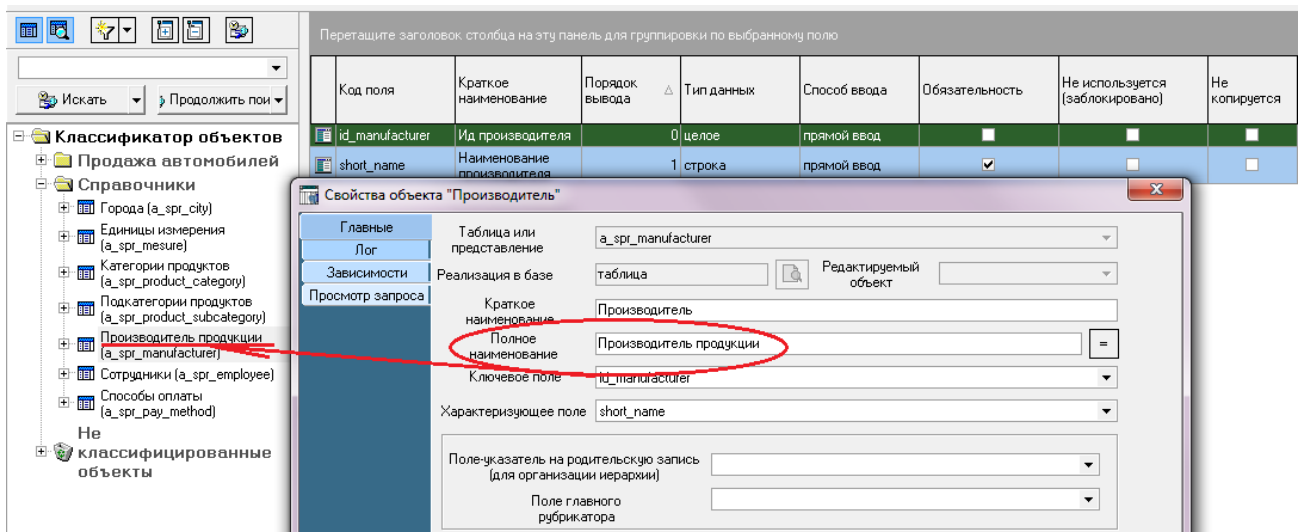 Перетащите заголовок столбца на эту панель для группировки по выбранному полю
Искать
Продолжить пои
Код поля
Краткое
наименование
Порядок
вывода
Тип данных
Способ ввода
Обязательность
Не используется
(заблокировано)
Не
копируется
id_manufacturer
Ид производителя
0
целое
прямой ввод
short_name
Наименование
производителя
1
строка
прямой ввод
Классификатор объектов
Продажа автомобилей
Справочники
Города (a_spr_city)
Единицы измерения
(a_spr_mesure)
Категории продуктов
(a_spr_product_category)
Подкатегории продуктов
(a_spr_product_subcategory)
Производитель продукции
(a_spr_manufacturer)
Сотрудники (a_spr_employee)
Способы оплаты
(a_spr_pay_method)
Не
классифицированные
объекты
Свойства объекта "Производитель"
Главные
Лог
Зависимости
Просмотр запроса
Таблица или
представление
a_spr_manufacturer
Реализация в базе
таблица
Редактируемый
объект
Краткое
наименование
Производитель
Полное
наименование
Производитель продукции
=
Ключевое поле
id_manufacturer
Характеризующее поле
short_name
Поле-указатель на родительскую запись
(для организации иерархии)
Поле главного
рубрикатора